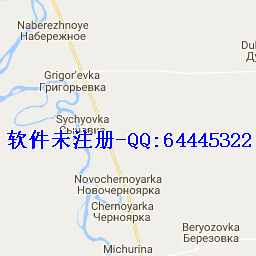 Naberezhnoye
Набережное
Du
Ду
Grigor'evka
Григорьевка
Sychyovka
Сычёвка
软件未注册-QQ:64445322
Novochernoyarka
Новочерноярка
Chernoyarka
Черноярка
Beryozovka
Березовка
Michurina